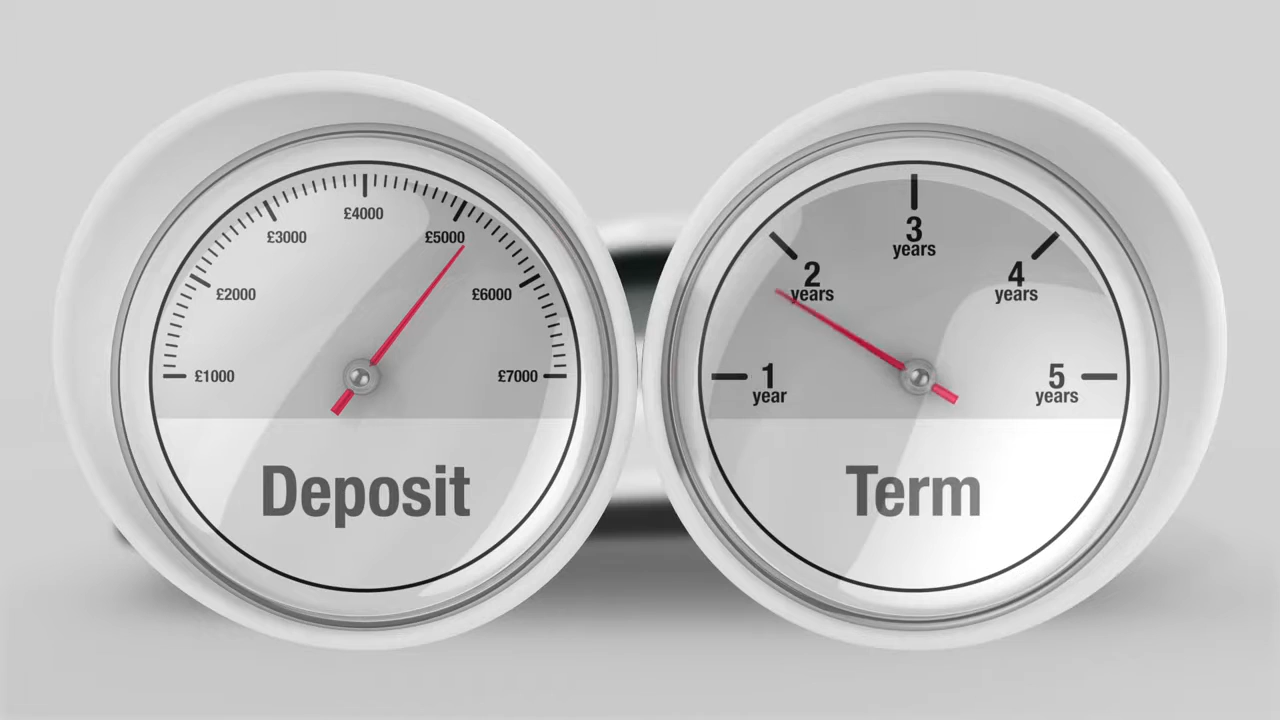 £1000
£2000
£3000
£4000
£5000
£6000
£7000
Deposit
1
year
2
years
3
years
4
years
5
years
Term